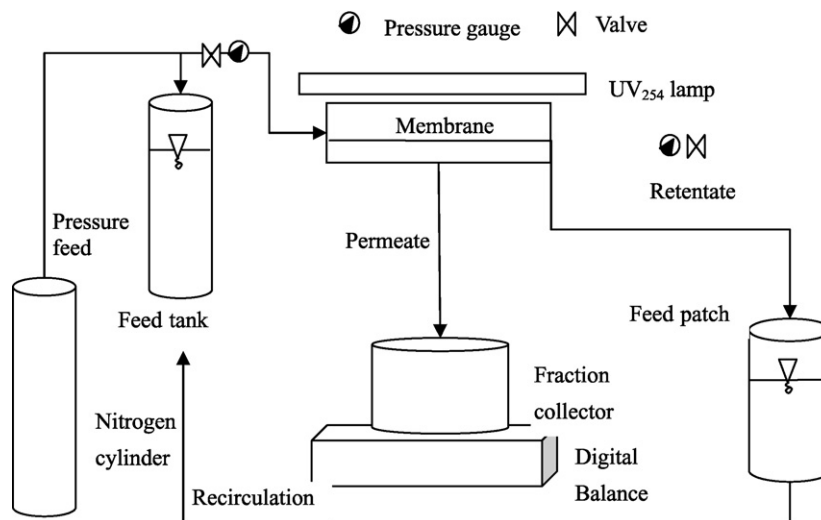 Pressure gauge
Valve
UV₂₅₄ lamp
Membrane
Retentate
Pressure
feed
Permeate
Feed tank
Feed patch
Fraction
collector
Nitrogen
cylinder
Digital
Balance
Recirculation